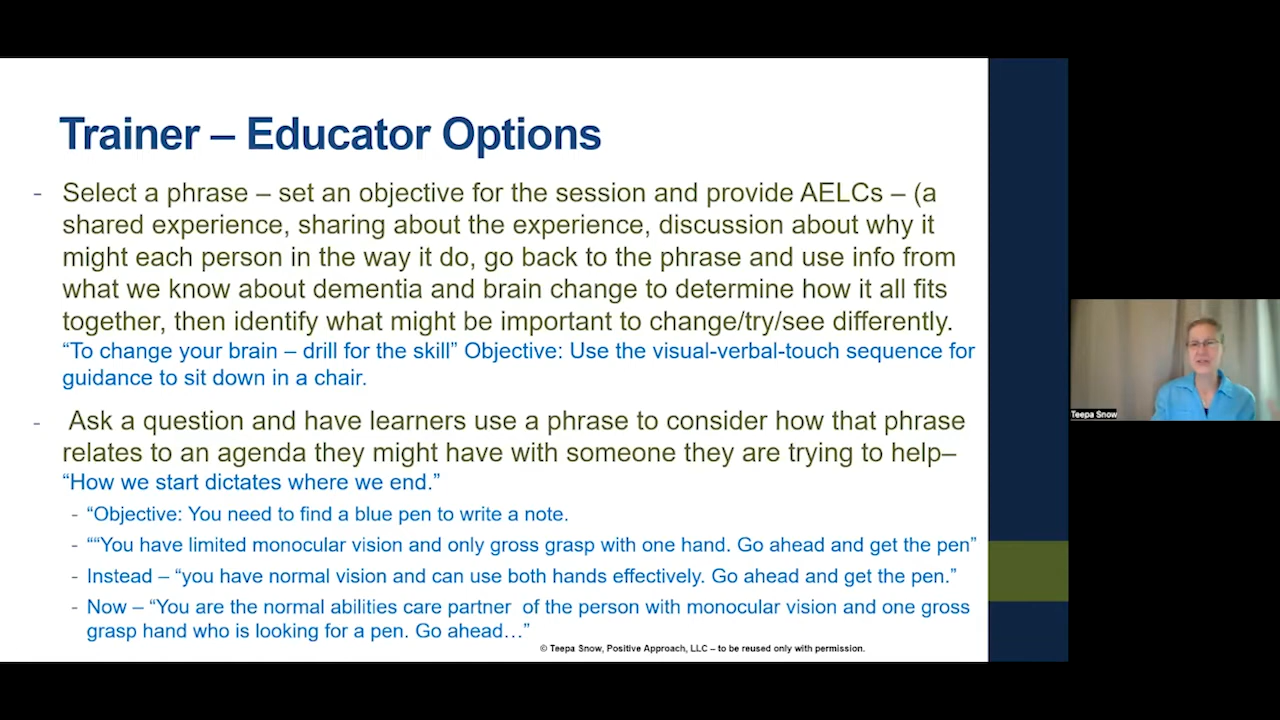 Trainer – Educator Options
- Select a phrase – set an objective for the session and provide AELCs – (a
shared experience, sharing about the experience, discussion about why it
might each person in the way it do, go back to the phrase and use info from
what we know about dementia and brain change to determine how it all fits
together, then identify what might be important to change/try/see differently.
“To change your brain – drill for the skill” Objective: Use the visual-verbal-touch sequence for
guidance to sit down in a chair.
- Ask a question and have learners use a phrase to consider how that phrase
relates to an agenda they might have with someone they are trying to help–
“How we start dictates where we end.”
- “Objective: You need to find a blue pen to write a note.
- ““You have limited monocular vision and only gross grasp with one hand. Go ahead and get the pen”
- Instead – “you have normal vision and can use both hands effectively. Go ahead and get the pen.”
- Now – “You are the normal abilities care partner of the person with monocular vision and one gross
grasp hand who is looking for a pen. Go ahead…”
© Teepa Snow, Positive Approach, LLC – to be reused only with permission.
Teepa Snow